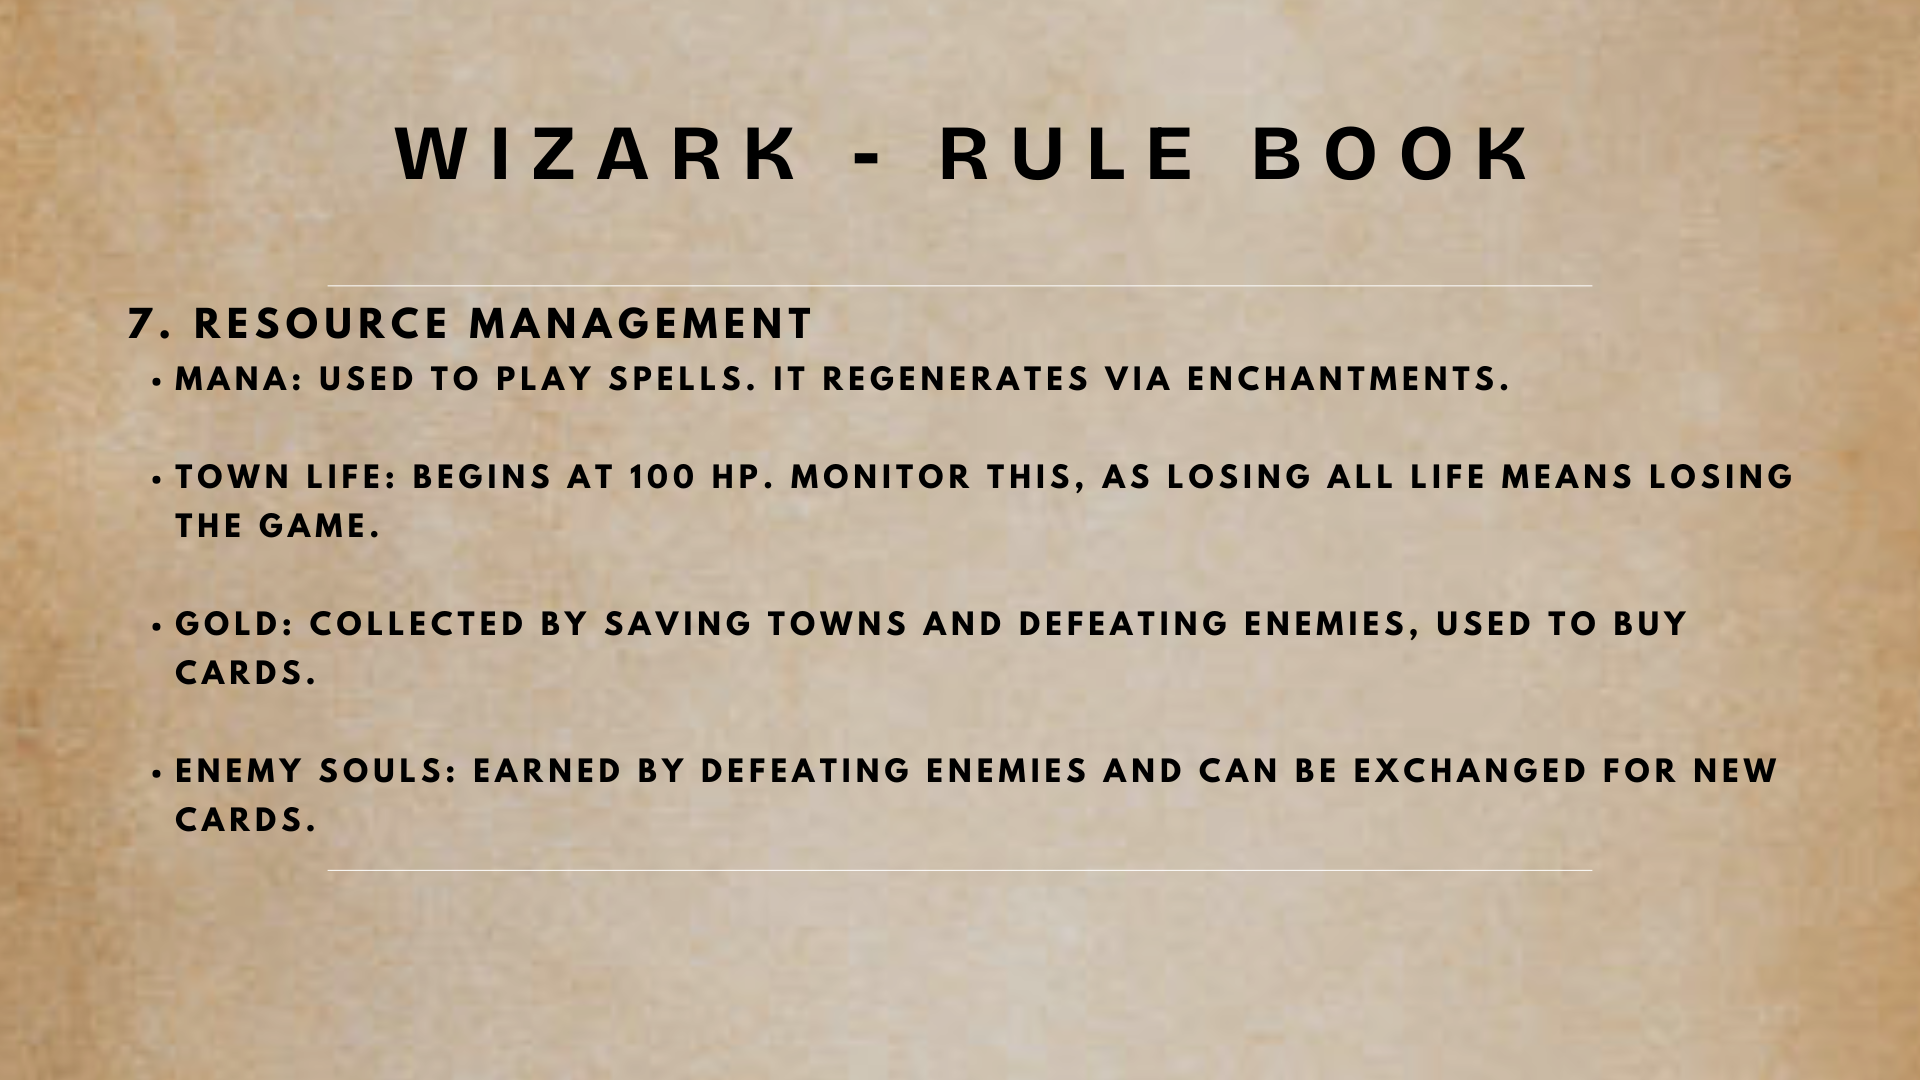 WIZARK - RULE BOOK
7. RESOURCE MANAGEMENT
• MANA: USED TO PLAY SPELLS. IT REGENERATES VIA ENCHANTMENTS.
• TOWN LIFE: BEGINS AT 100 HP. MONITOR THIS, AS LOSING ALL LIFE MEANS LOSING
THE GAME.
• GOLD: COLLECTED BY SAVING TOWNS AND DEFEATING ENEMIES, USED TO BUY
CARDS.
• ENEMY SOULS: EARNED BY DEFEATING ENEMIES AND CAN BE EXCHANGED FOR NEW
CARDS.